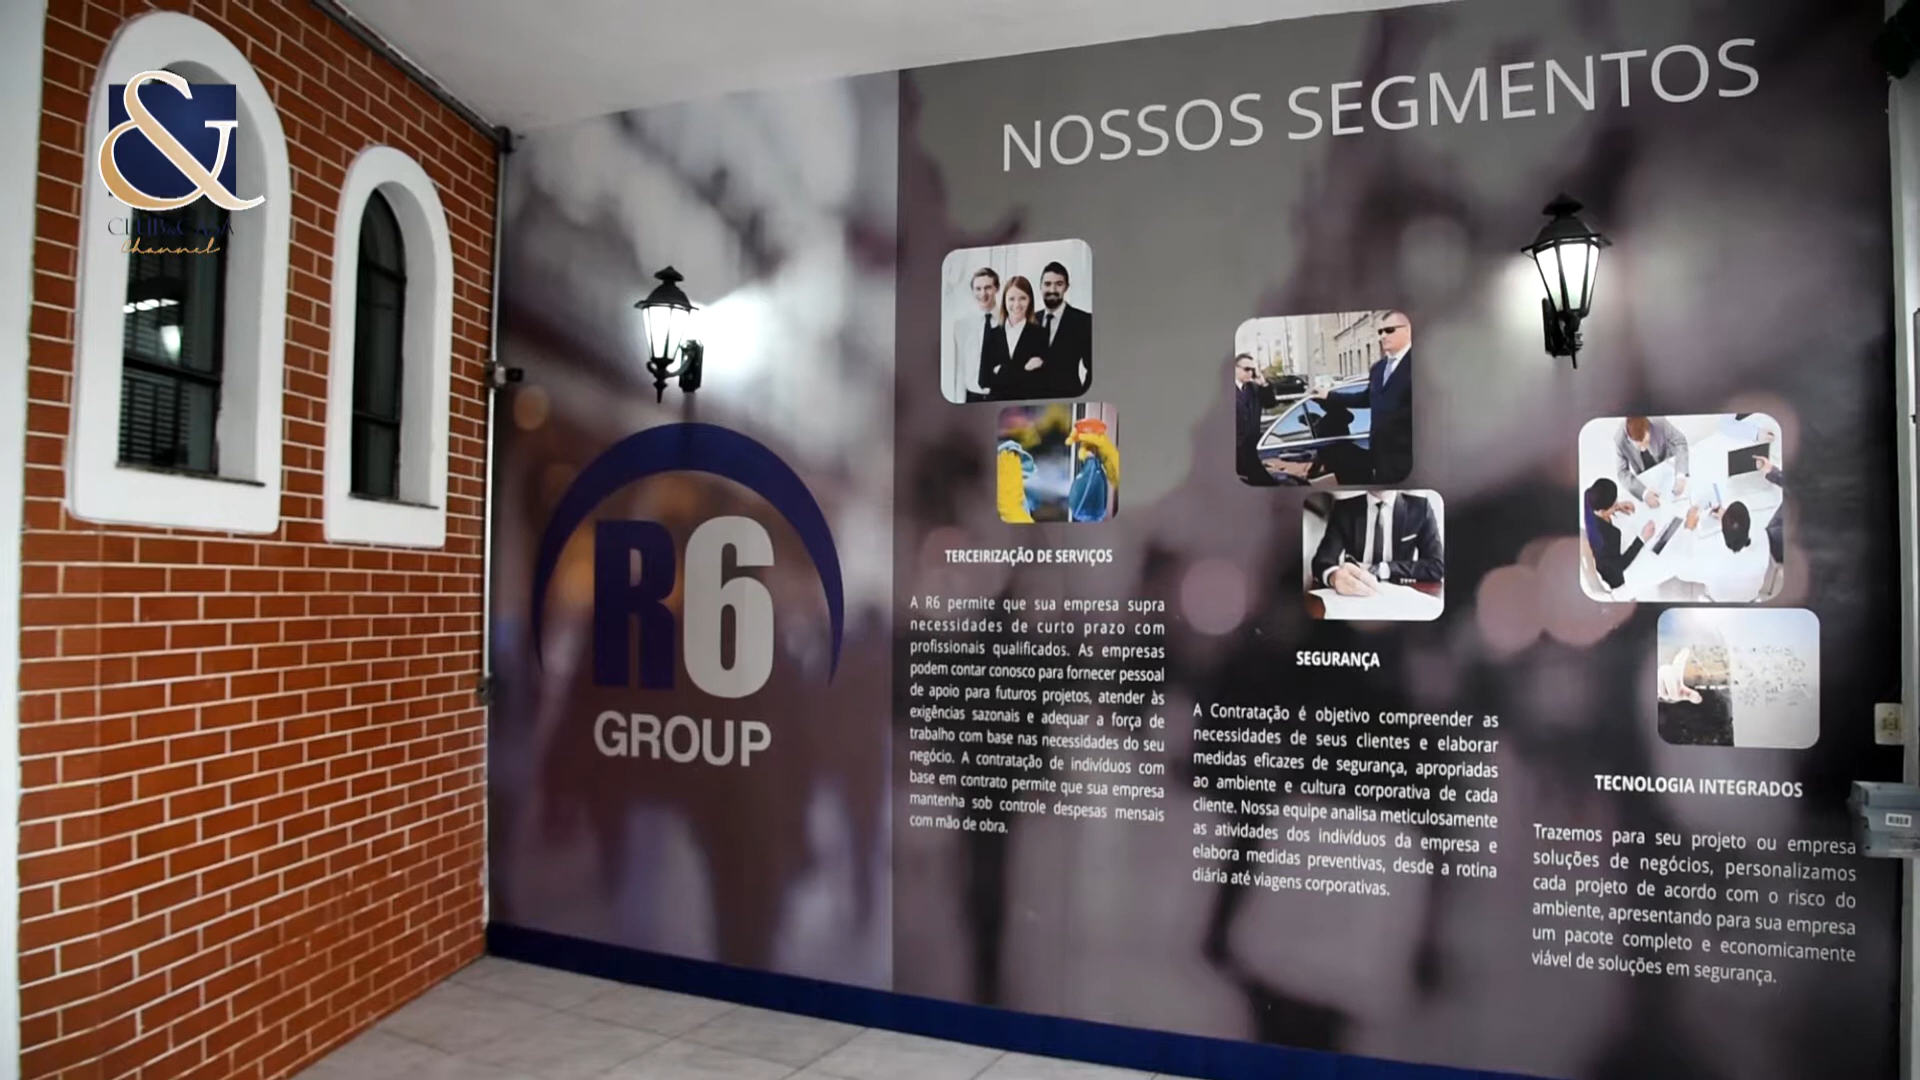 &
CLUB&CASA
Channel
NOSSOS SEGMENTOS
R6
GROUP
TERCEIRIZAÇÃO DE SERVIÇOS
A R6 permite que sua empresa supra
necessidades de curto prazo com
profissionais qualificados. As empresas
podem contar conosco para fornecer pessoal
de apoio para futuros projetos, atender às
exigências sazonais e adequar a força de
trabalho com base nas necessidades do seu
negócio. A contratação de indivíduos com
base em contrato permite que sua empresa
mantenha sob controle despesas mensais
com mão de obra.
SEGURANÇA
A Contratação é objetivo compreender as
necessidades de seus clientes e elaborar
medidas eficazes de segurança, apropriadas
ao ambiente e cultura corporativa de cada
cliente. Nossa equipe analisa meticulosamente
as atividades dos indivíduos da empresa e
elabora medidas preventivas, desde a rotina
diária até viagens corporativas.
TECNOLOGIA INTEGRADOS
Trazemos para seu projeto ou empresa
soluções de negócios, personalizamos
cada projeto de acordo com o risco do
ambiente, apresentando para sua empresa
um pacote completo e economicamente
viável de soluções em segurança.